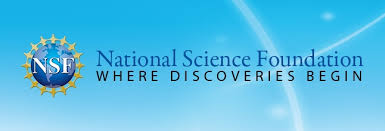 NSF
National Science Foundation
WHERE DISCOVERIES BEGIN